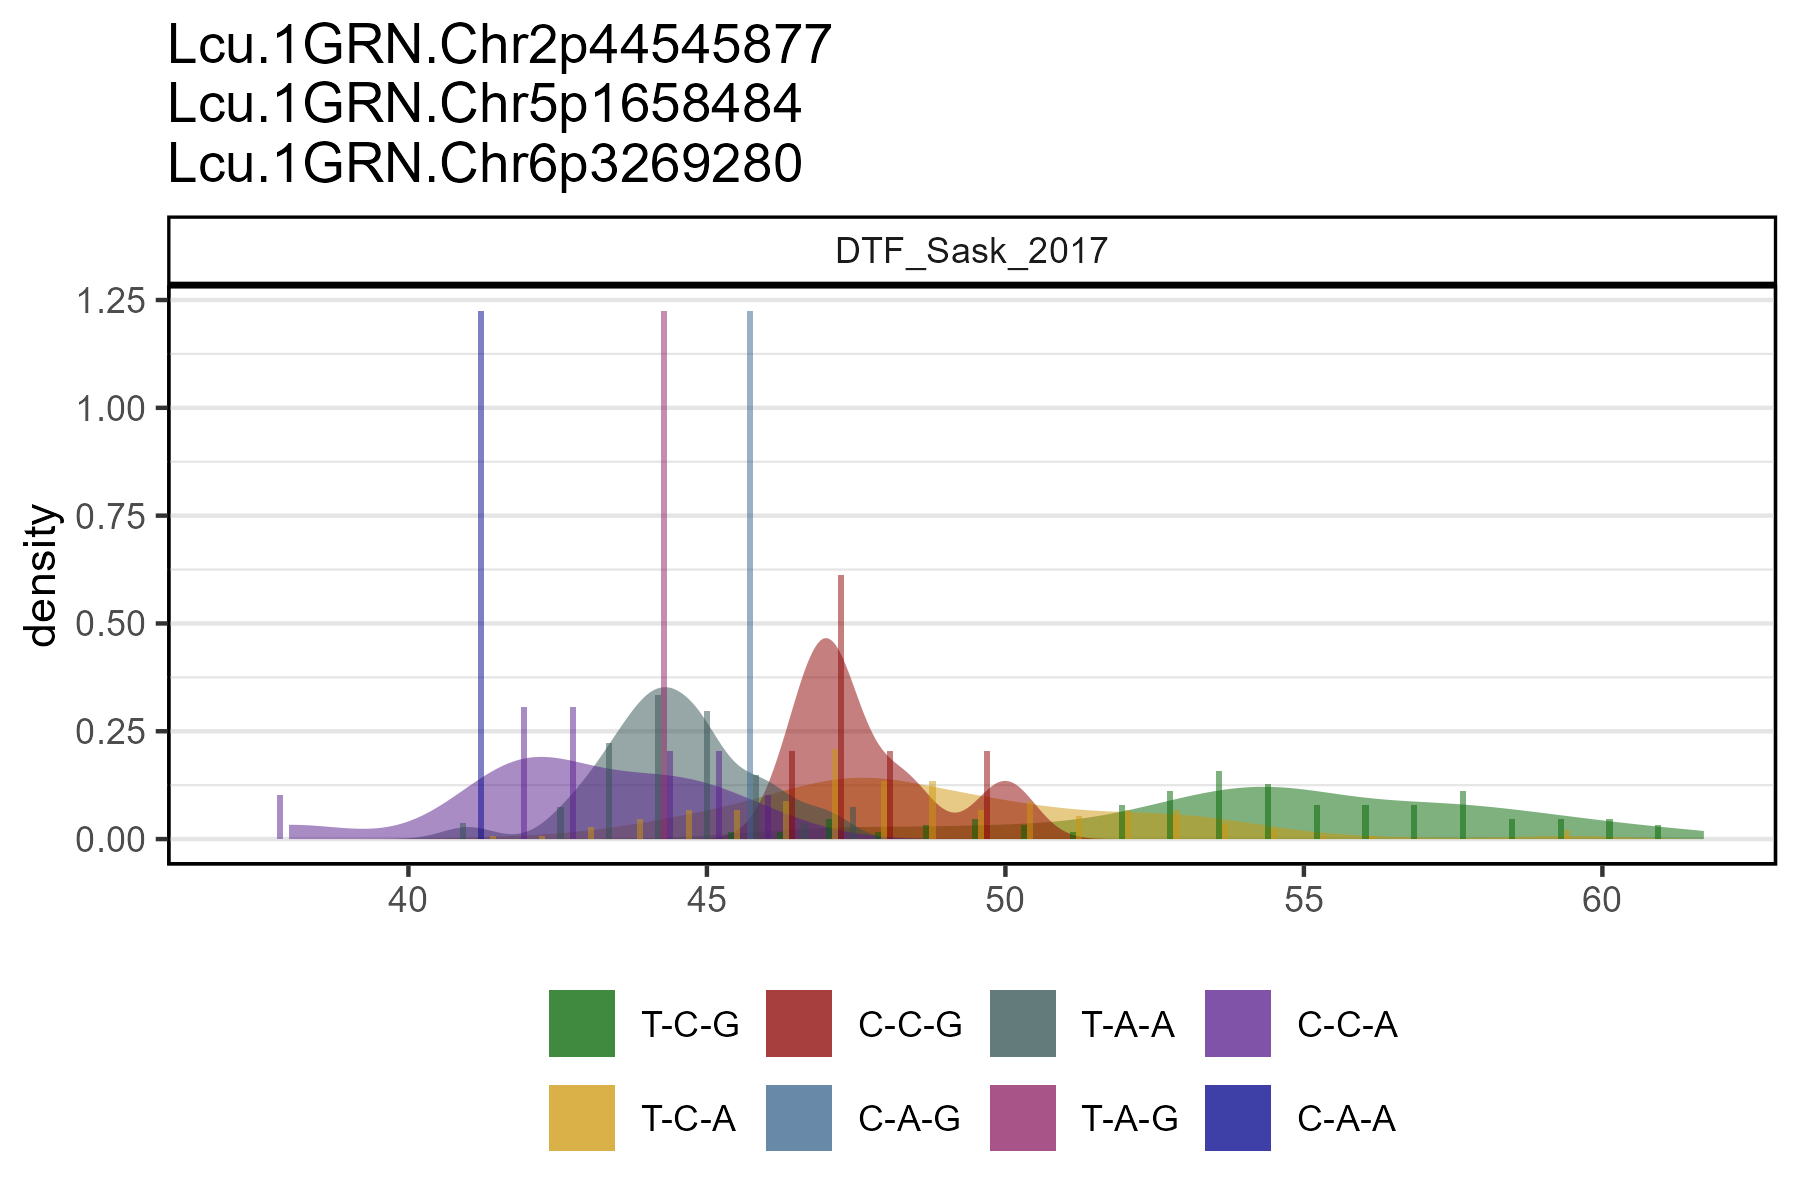 Lcu.1GRN.Chr2p44545877
Lcu.1GRN.Chr5p1658484
Lcu.1GRN.Chr6p3269280
DTF_Sask_2017
density
1.25
1.00
0.75
0.50
0.25
0.00
40 45 50 55 60
T-C-G C-C-G T-A-A C-C-A
T-C-A C-A-G T-A-G C-A-A